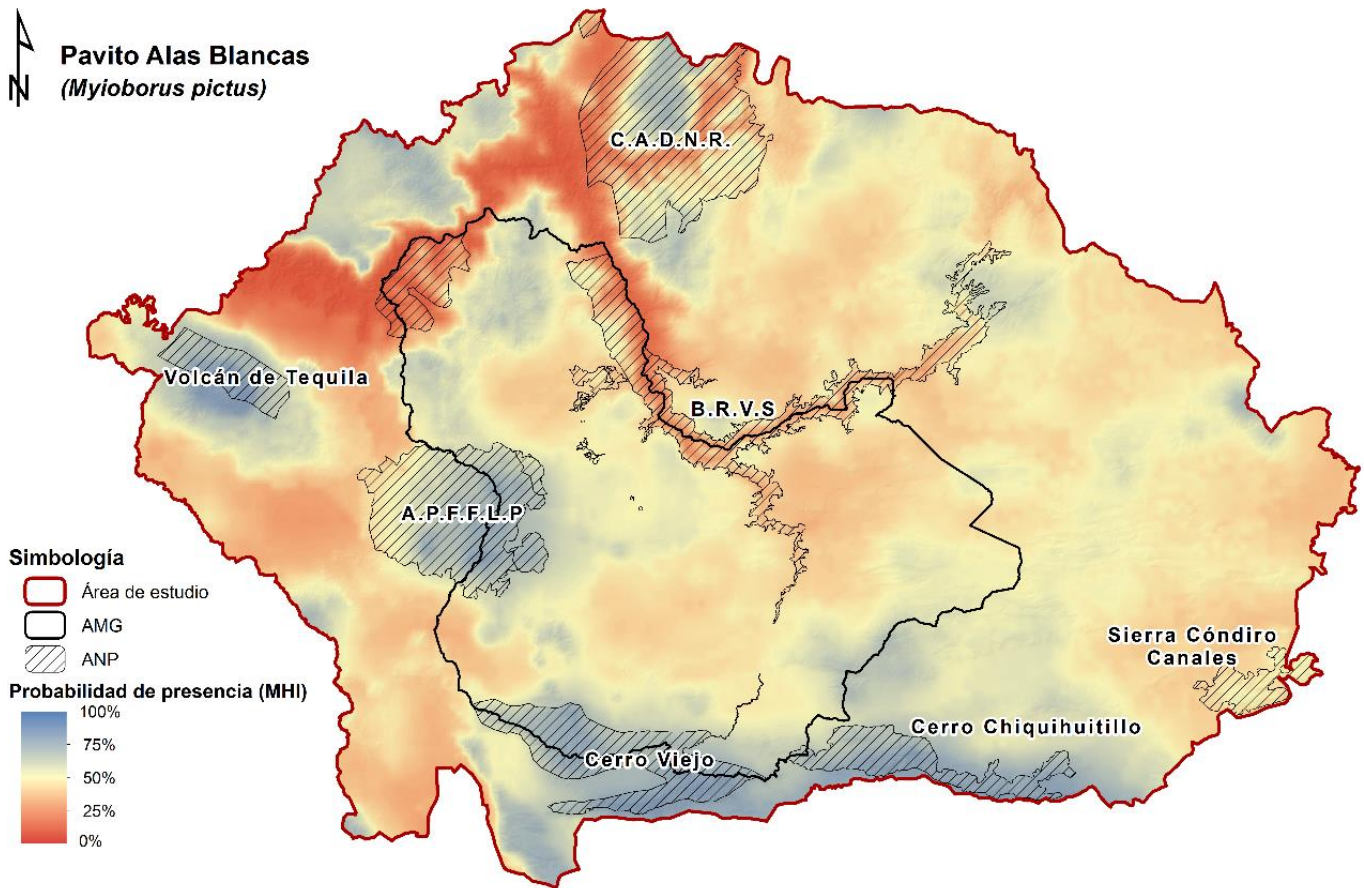 N
Pavito Alas Blancas
(Myioborus pictus)
C.A.D.N.R.
Volcán de Tequila
B.R.V.S
A.P.F.F.L.P
Sierra Cóndiro
Canales
Cerro Chiquihuitillo
Cerro Viejo
Simbología
Área de estudio
AMG
ANP
Probabilidad de presencia (MHI)
100%
75%
50%
25%
0%